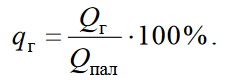 q_г = Q_г / Q_пал · 100% .